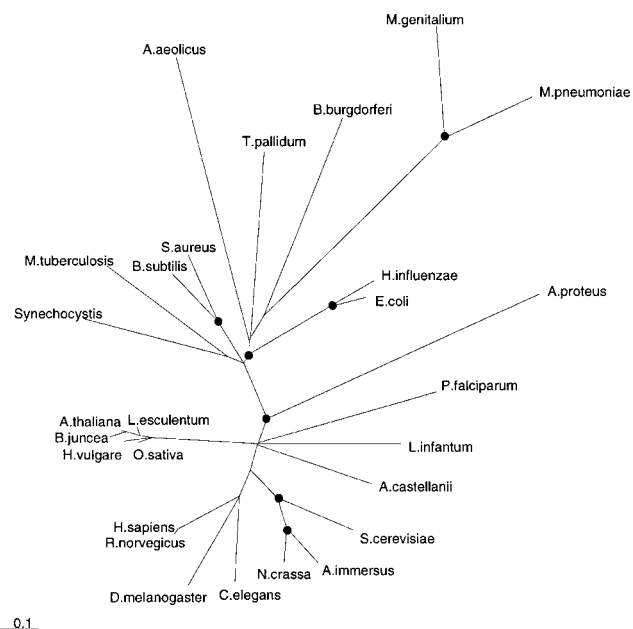 M.genitalium
A.aeolicus
M.pneumoniae
B.burgdorferi
T.pallidum
S.aureus
M.tuberculosis
B.subtilis
H.influenzae
E.coli
A.proteus
Synechocystis
P.falciparum
A.thaliana L.esculentum
B.juncea
L.infantum
H.vulgare O.sativa
A.castellanii
H.sapiens
S.cerevisiae
R.norvegicus
N.crassa A.immersus
D.melanogaster C.elegans
0.1